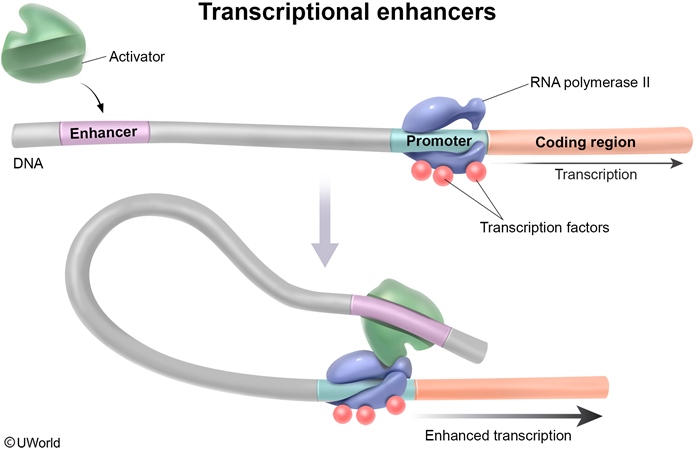 Transcriptional enhancers
Activator
RNA polymerase II
Enhancer
Promoter
Coding region
DNA
Transcription
Transcription factors
Enhanced transcription
©UWorld